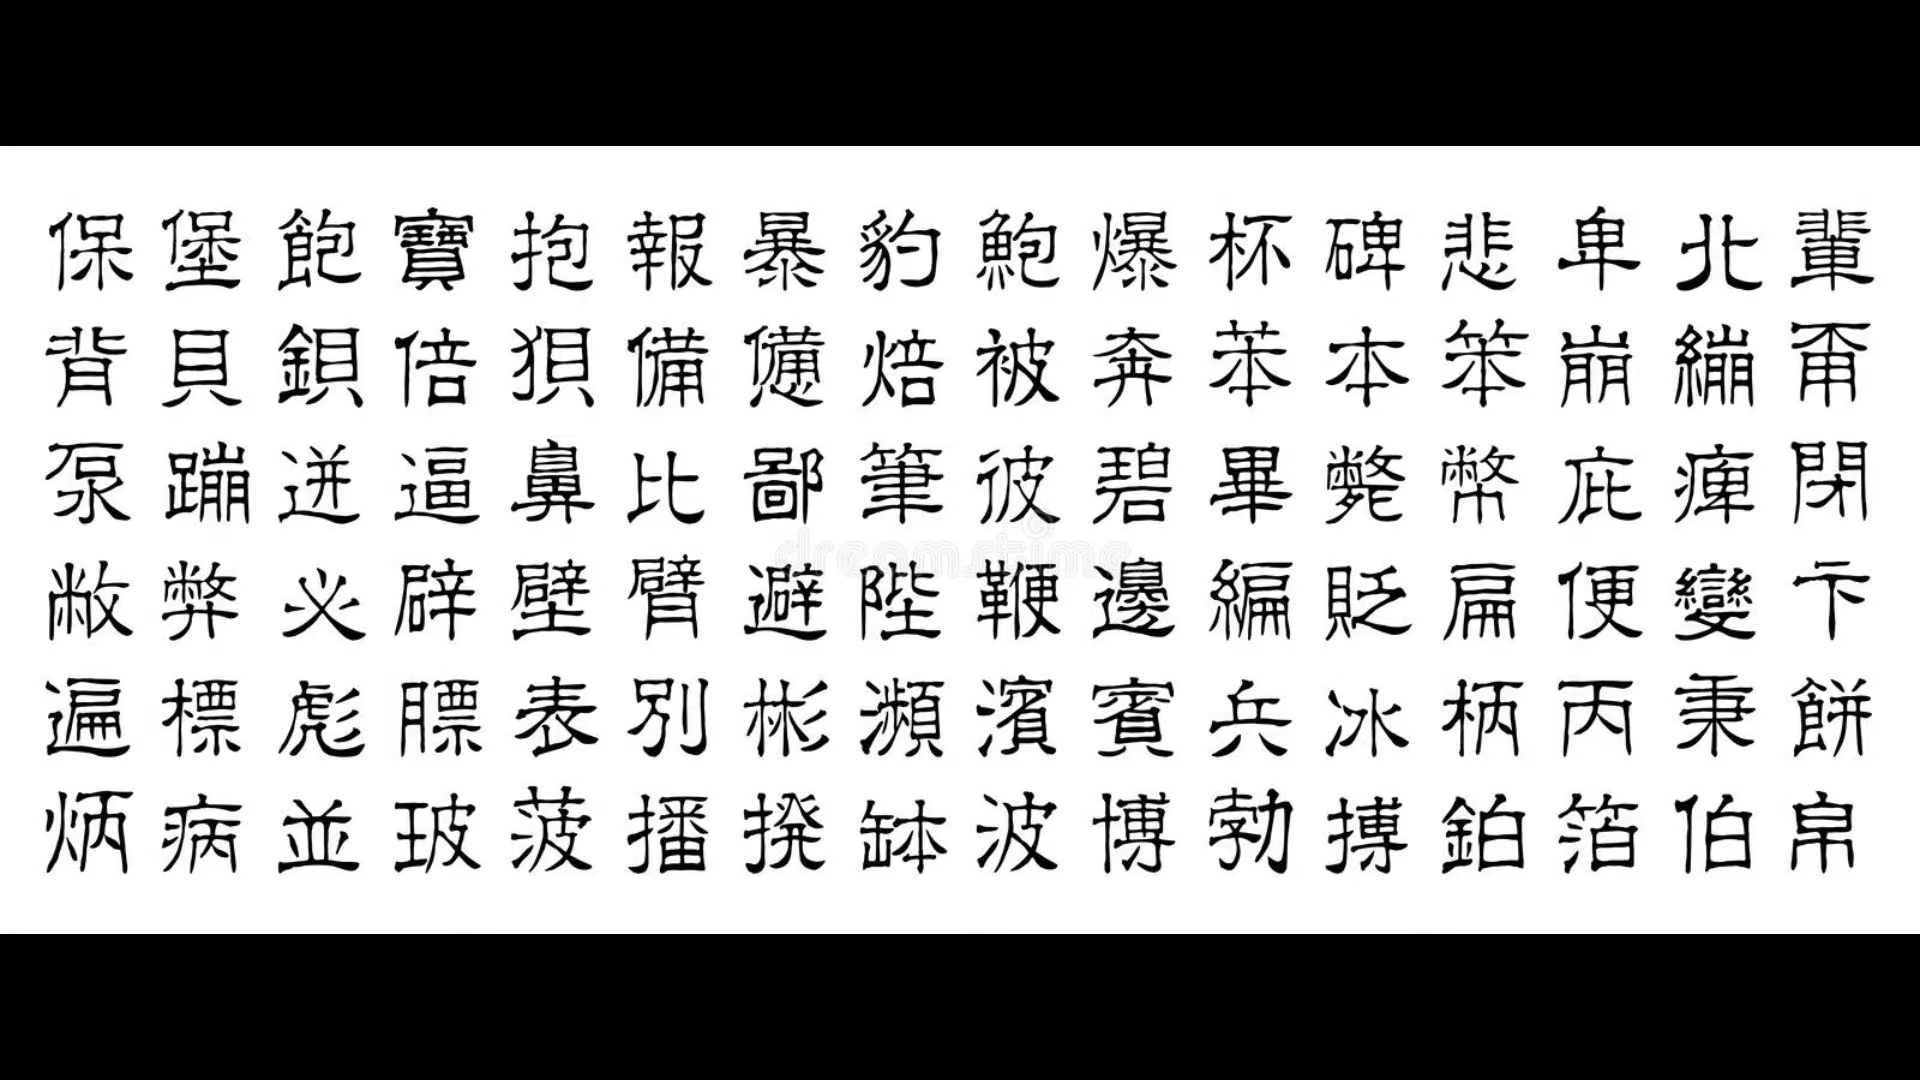 保堡飽寶抱報暴豹鮑爆杯碑悲卑北輩
背貝鋇倍狽備憊焙被奔苯本笨崩繃甭
泵蹦迸逼鼻比鄙筆彼碧畢斃幣庇痺閉
敝弊必辟壁臂避陛鞭邊編貶扁便變卞
遍標彪膘表別彬瀕濱賓兵冰柄丙秉餅
炳病並玻菠播撥缽波博勃搏鉑箔伯帛
dreamstime